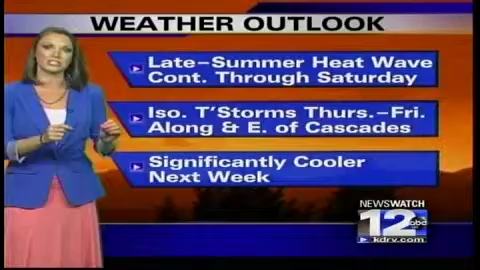 WEATHER OUTLOOK
Late-Summer Heat Wave
Cont. Through Saturday
Iso. T'Storms Thurs.-Fri.
Along & E. of Cascades
Significantly Cooler
Next Week
NEWSWATCH
12 abc
kdrv.com